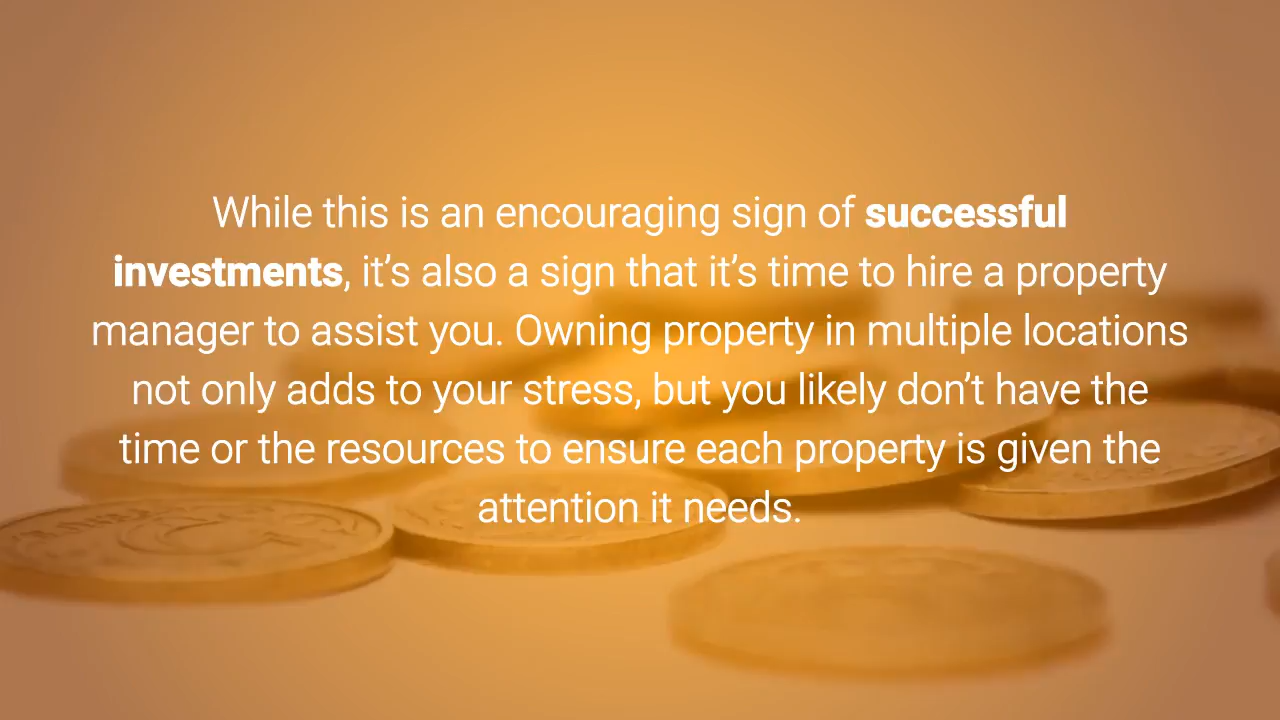 While this is an encouraging sign of successful
investments, it’s also a sign that it’s time to hire a property
manager to assist you. Owning property in multiple locations
not only adds to your stress, but you likely don’t have the
time or the resources to ensure each property is given the
attention it needs.